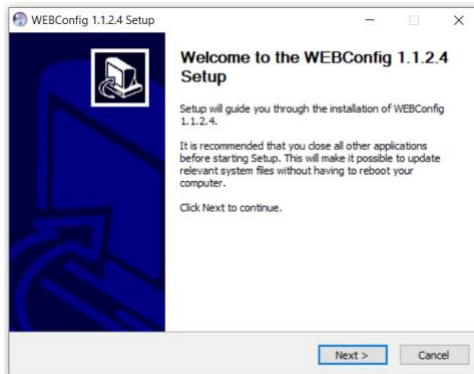 WEBConfig 1.1.2.4 Setup
Welcome to the WEBConfig 1.1.2.4
Setup
Setup will guide you through the installation of WEBConfig
1.1.2.4.
It is recommended that you close all other applications
before starting Setup. This will make it possible to update
relevant system files without having to reboot your
computer.
Click Next to continue.
Next >
Cancel